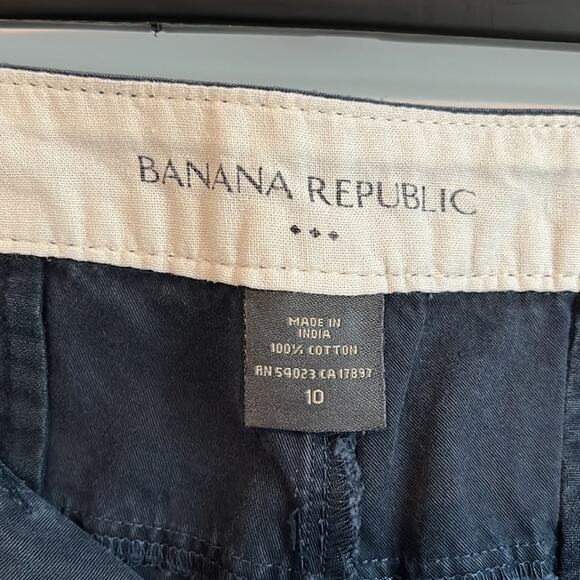 BANANA REPUBLIC
MADE IN
INDIA
100% COTTON
RN 54023 CA 17897
10